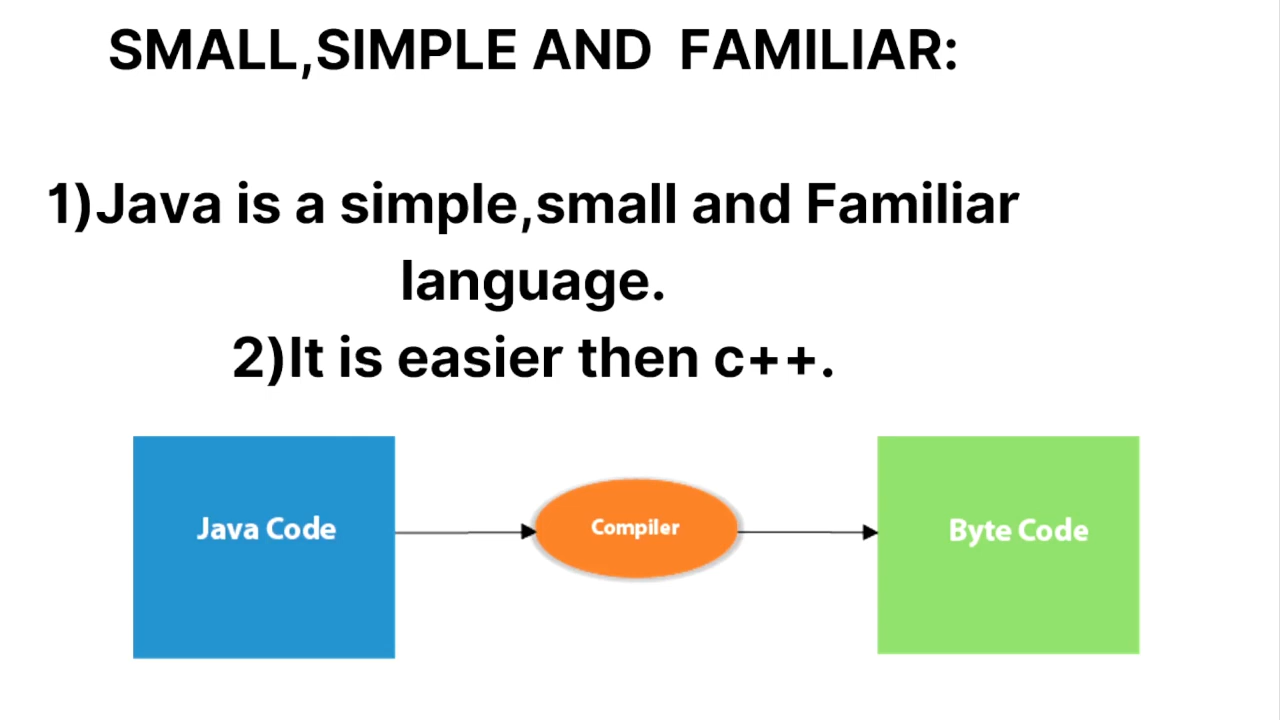 SMALL,SIMPLE AND FAMILIAR:
1)Java is a simple,small and Familiar
language.
2)It is easier then c++.
Java Code
Compiler
Byte Code